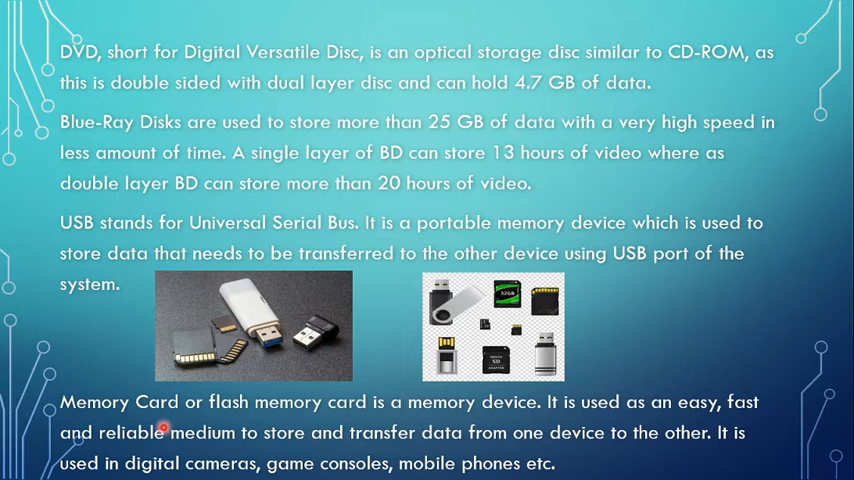 DVD, short for Digital Versatile Disc, is an optical storage disc similar to CD-ROM, as
this is double sided with dual layer disc and can hold 4.7 GB of data.
Blue-Ray Disks are used to store more than 25 GB of data with a very high speed in
less amount of time. A single layer of BD can store 13 hours of video where as
double layer BD can store more than 20 hours of video.
USB stands for Universal Serial Bus. It is a portable memory device which is used to
store data that needs to be transferred to the other device using USB port of the
system.
32GB
SD
ADAPTER
Memory Card or flash memory card is a memory device. It is used as an easy, fast
and reliable medium to store and transfer data from one device to the other. It is
used in digital cameras, game consoles, mobile phones etc.